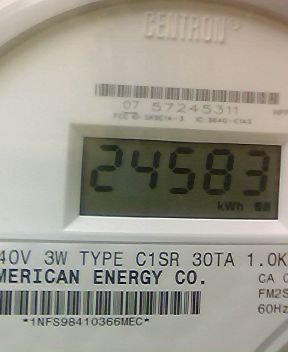 CENTRON®
07 57245311
24583
kWh
40V 3W TYPE C1SR 30TA 1.0K
MERICAN ENERGY CO.
CA 0
FM2S
60Hz
*1NFS98410366MEC*